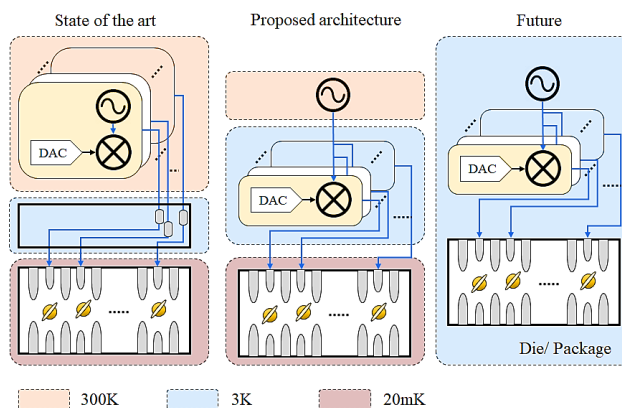 State of the art
Proposed architecture
Future
DAC
DAC
DAC
Die/ Package
300K
3K
20mK